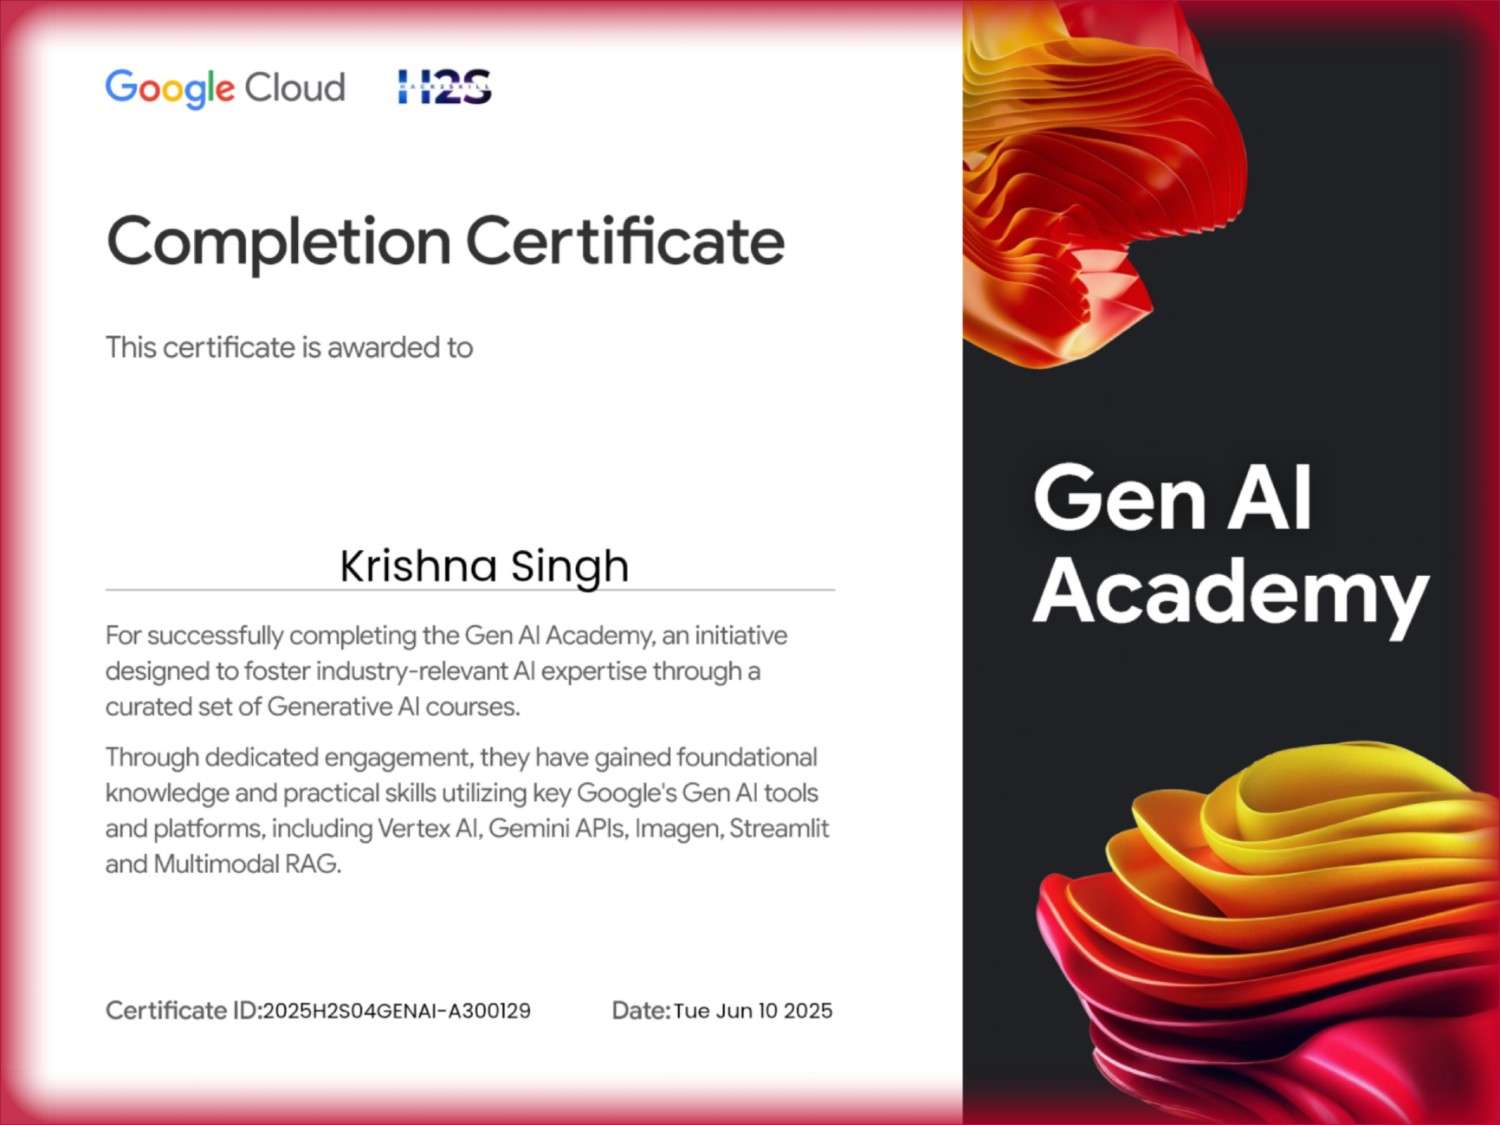 Google Cloud H2S
HACK2SKILL
Completion Certificate
This certificate is awarded to
Krishna Singh
For successfully completing the Gen AI Academy, an initiative
designed to foster industry-relevant AI expertise through a
curated set of Generative AI courses.
Through dedicated engagement, they have gained foundational
knowledge and practical skills utilizing key Google's Gen AI tools
and platforms, including Vertex AI, Gemini APIs, Imagen, Streamlit
and Multimodal RAG.
Certificate ID:2025H2S04GENAI-A300129 Date:Tue Jun 10 2025
Gen AI
Academy